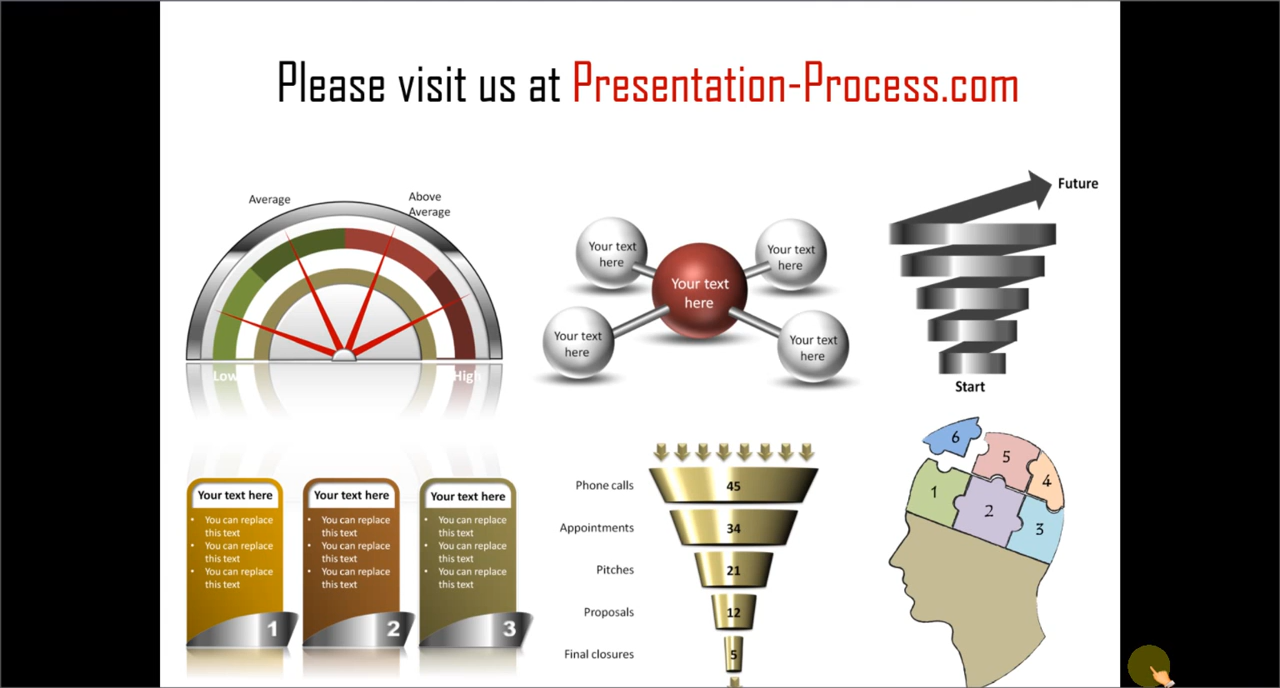 Please visit us at Presentation-Process.com
Average
Above
Average
Low
High
Your text
here
Your text
here
Your text
here
Your text
here
Your text
here
Future
Start
Your text here
• You can replace
this text
• You can replace
this text
• You can replace
this text
1
Your text here
• You can replace
this text
• You can replace
this text
• You can replace
this text
2
Your text here
• You can replace
this text
• You can replace
this text
• You can replace
this text
3
Phone calls 45
Appointments 34
Pitches 21
Proposals 12
Final closures 5
6
5
4
1
2
3